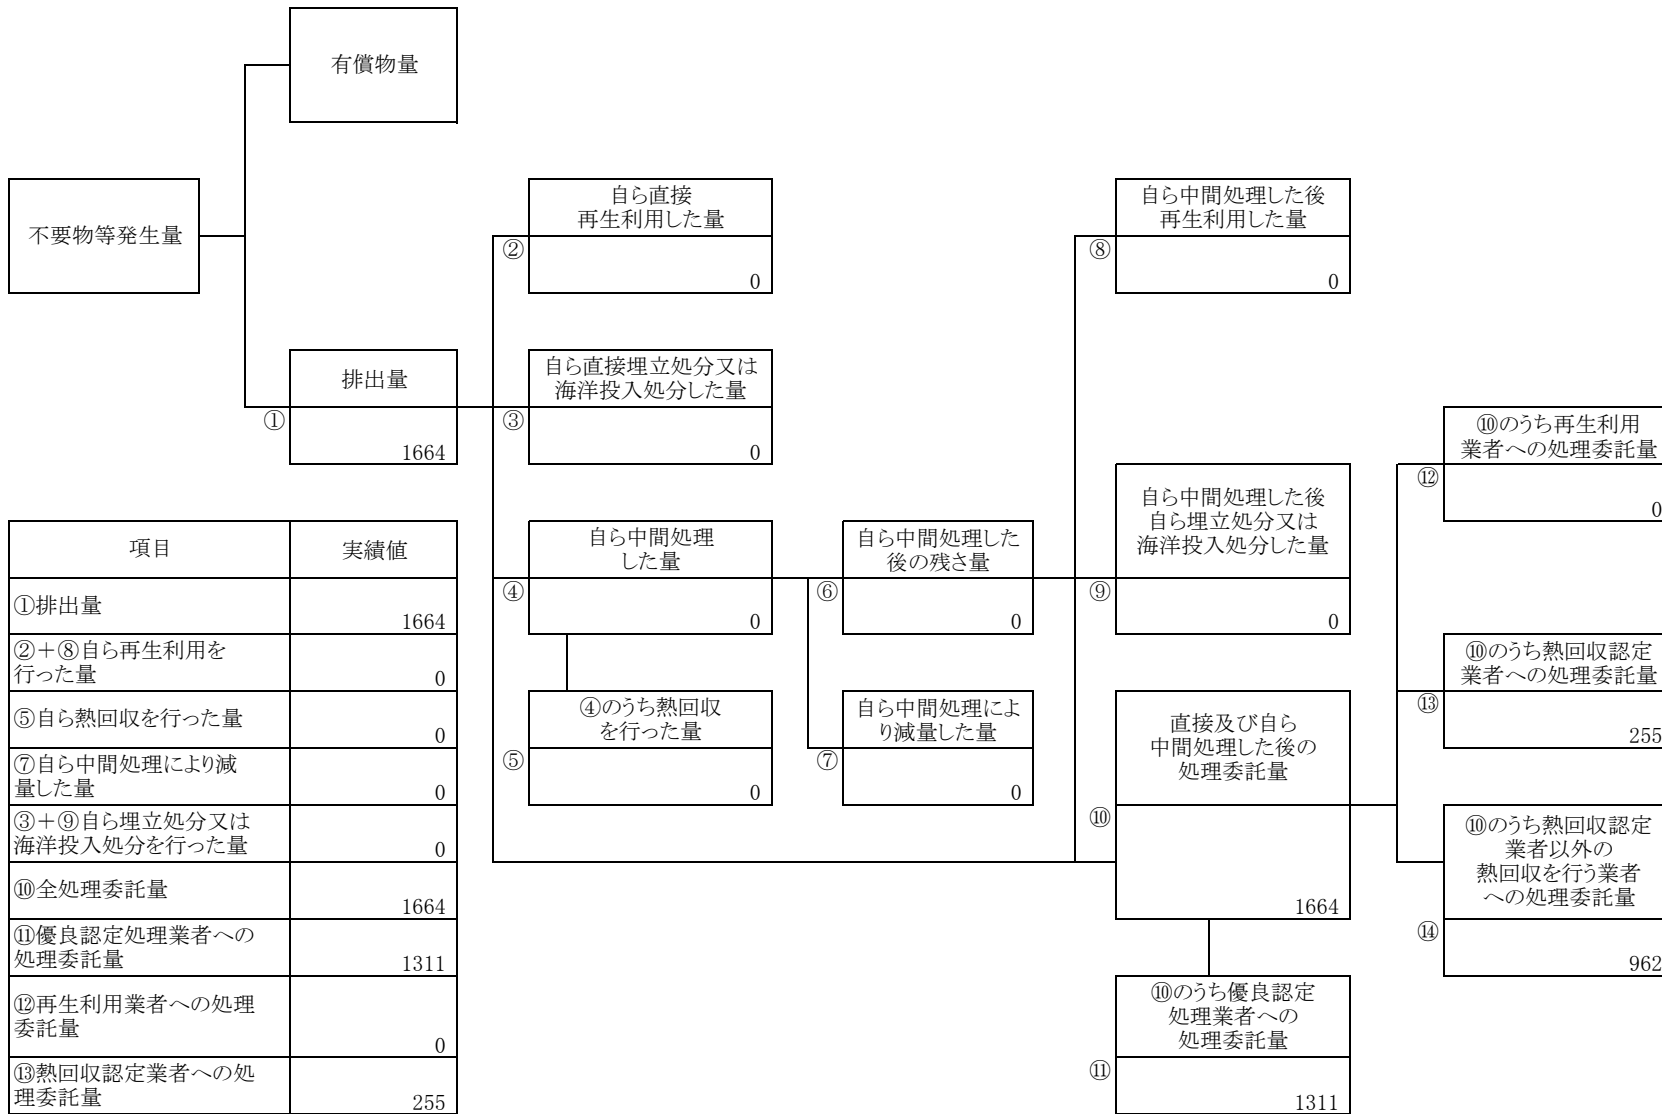 有償物量
不要物等発生量
自ら直接
再生利用した量
②
0
自ら中間処理した後
再生利用した量
⑧
0
排出量
①
1664
自ら直接埋立処分又は
海洋投入処分した量
③
0
⑩のうち再生利用
業者への処理委託量
⑫
0
自ら中間処理
した量
④
0
自ら中間処理した
後の残さ量
⑥
0
自ら中間処理した後
自ら埋立処分又は
海洋投入処分した量
⑨
0
⑩のうち熱回収認定
業者への処理委託量
⑬
255
④のうち熱回収
を行った量
⑤
0
自ら中間処理によ
り減量した量
⑦
0
直接及び自ら
中間処理した後の
処理委託量
⑩
1664
⑩のうち熱回収認定
業者以外の
熱回収を行う業者
への処理委託量
⑭
962
⑩のうち優良認定
処理業者への
処理委託量
⑪
1311
項目 実績値
①排出量 1664
②+⑧自ら再生利用を
行った量 0
⑤自ら熱回収を行った量 0
⑦自ら中間処理により減
量した量 0
③+⑨自ら埋立処分又は
海洋投入処分を行った量 0
⑩全処理委託量 1664
⑪優良認定処理業者への
処理委託量 1311
⑫再生利用業者への処理
委託量 0
⑬熱回収認定業者への処
理委託量 255